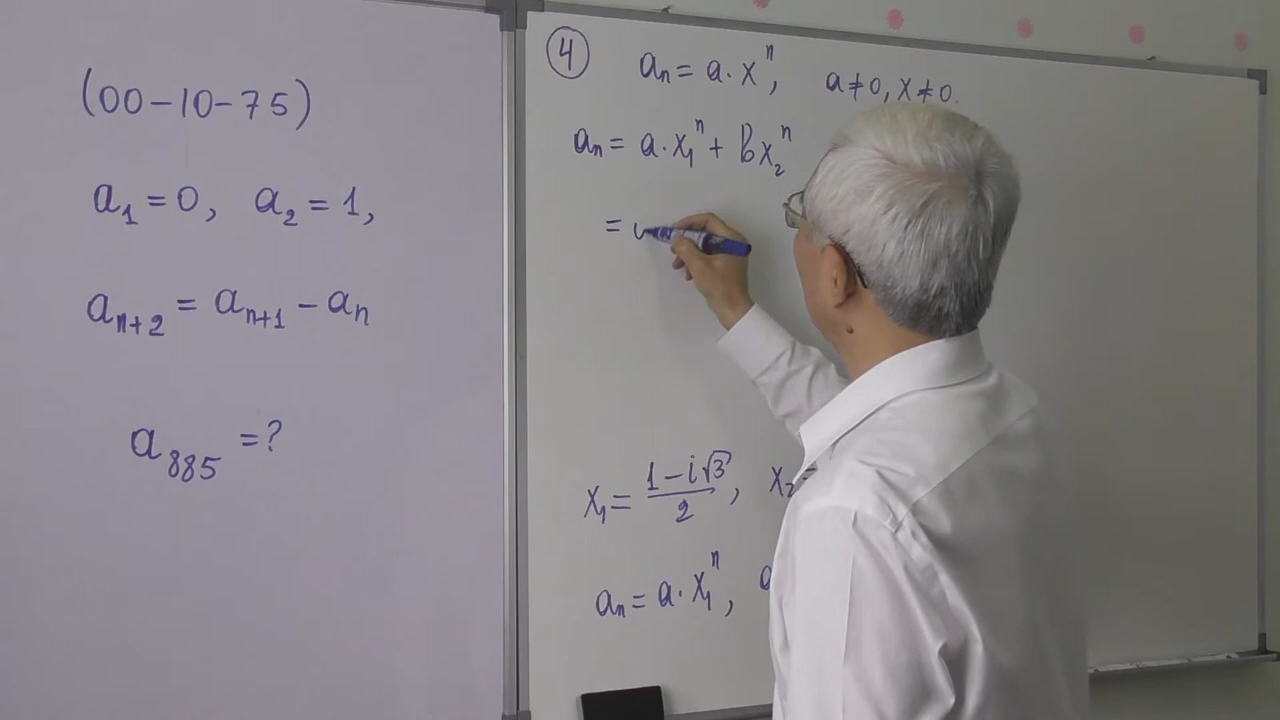 (00-10-75)
a₁ = 0, a₂ = 1,
aₙ₊₂ = aₙ₊₁ - aₙ
a₈₈₅ = ?
④ aₙ = a · xⁿ, a ≠ 0, x ≠ 0.
aₙ = a · x₁ⁿ + bx₂ⁿ
=
x₁ = (1 - i√3)/2, x₂ =
aₙ = a · x₁ⁿ,